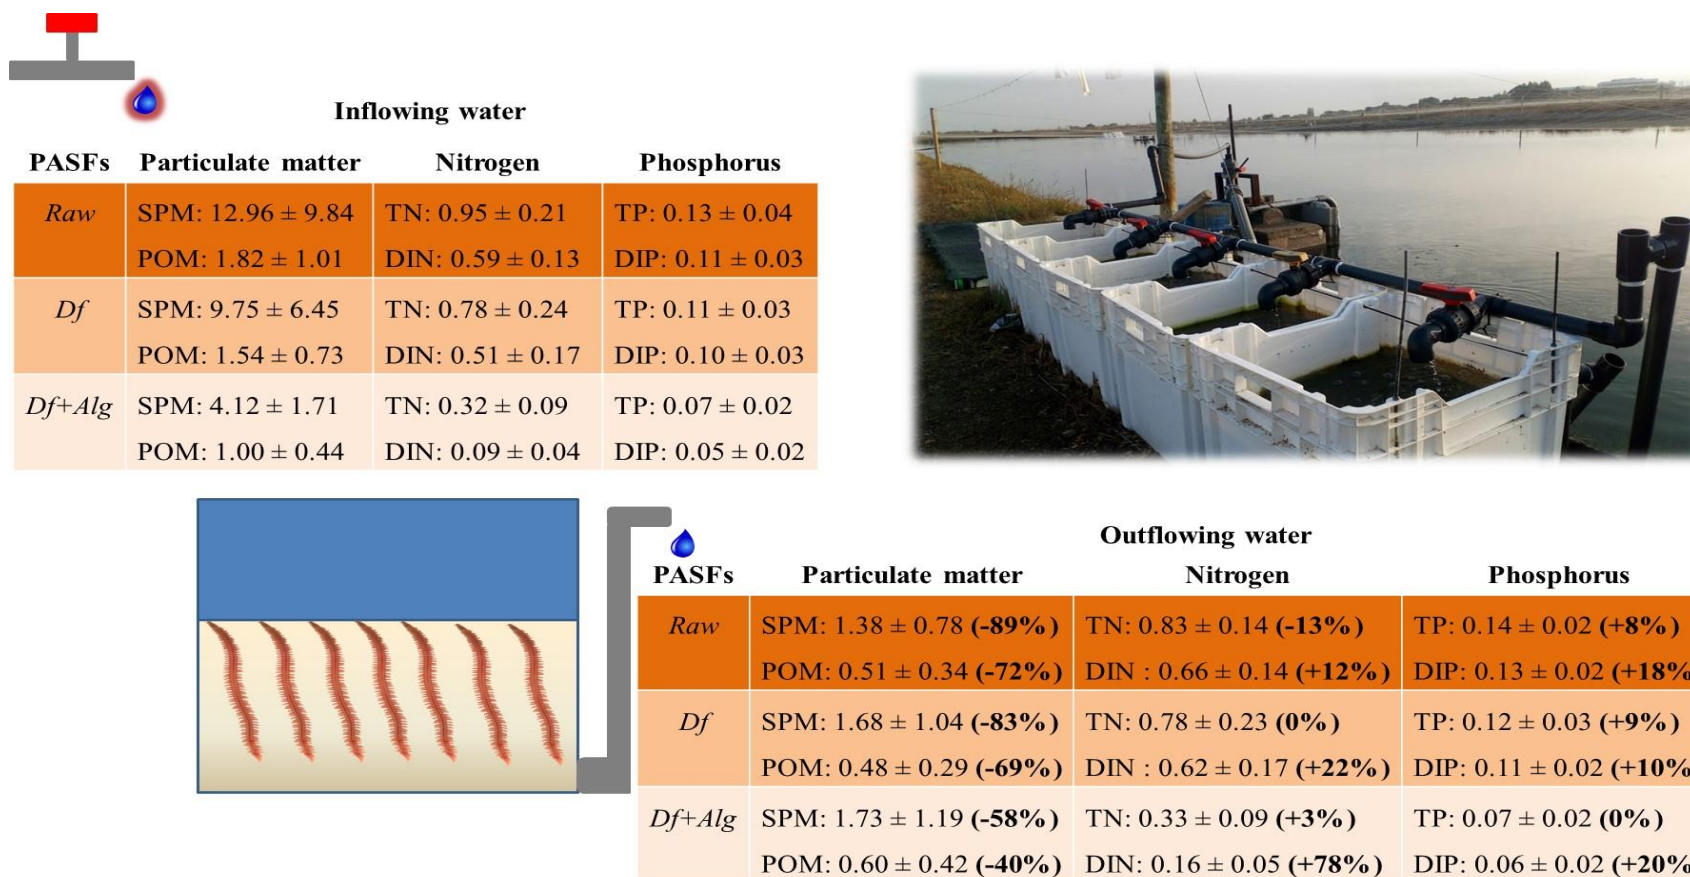 Inflowing water
PASFs Particulate matter Nitrogen Phosphorus
Raw SPM: 12.96 ± 9.84 TN: 0.95 ± 0.21 TP: 0.13 ± 0.04
POM: 1.82 ± 1.01 DIN: 0.59 ± 0.13 DIP: 0.11 ± 0.03
Df SPM: 9.75 ± 6.45 TN: 0.78 ± 0.24 TP: 0.11 ± 0.03
POM: 1.54 ± 0.73 DIN: 0.51 ± 0.17 DIP: 0.10 ± 0.03
Df+Alg SPM: 4.12 ± 1.71 TN: 0.32 ± 0.09 TP: 0.07 ± 0.02
POM: 1.00 ± 0.44 DIN: 0.09 ± 0.04 DIP: 0.05 ± 0.02
Outflowing water
PASFs Particulate matter Nitrogen Phosphorus
Raw SPM: 1.38 ± 0.78 (-89%) TN: 0.83 ± 0.14 (-13%) TP: 0.14 ± 0.02 (+8%)
POM: 0.51 ± 0.34 (-72%) DIN : 0.66 ± 0.14 (+12%) DIP: 0.13 ± 0.02 (+18%
Df SPM: 1.68 ± 1.04 (-83%) TN: 0.78 ± 0.23 (0%) TP: 0.12 ± 0.03 (+9%)
POM: 0.48 ± 0.29 (-69%) DIN : 0.62 ± 0.17 (+22%) DIP: 0.11 ± 0.02 (+10%
Df+Alg SPM: 1.73 ± 1.19 (-58%) TN: 0.33 ± 0.09 (+3%) TP: 0.07 ± 0.02 (0%)
POM: 0.60 ± 0.42 (-40%) DIN: 0.16 ± 0.05 (+78%) DIP: 0.06 ± 0.02 (+20%